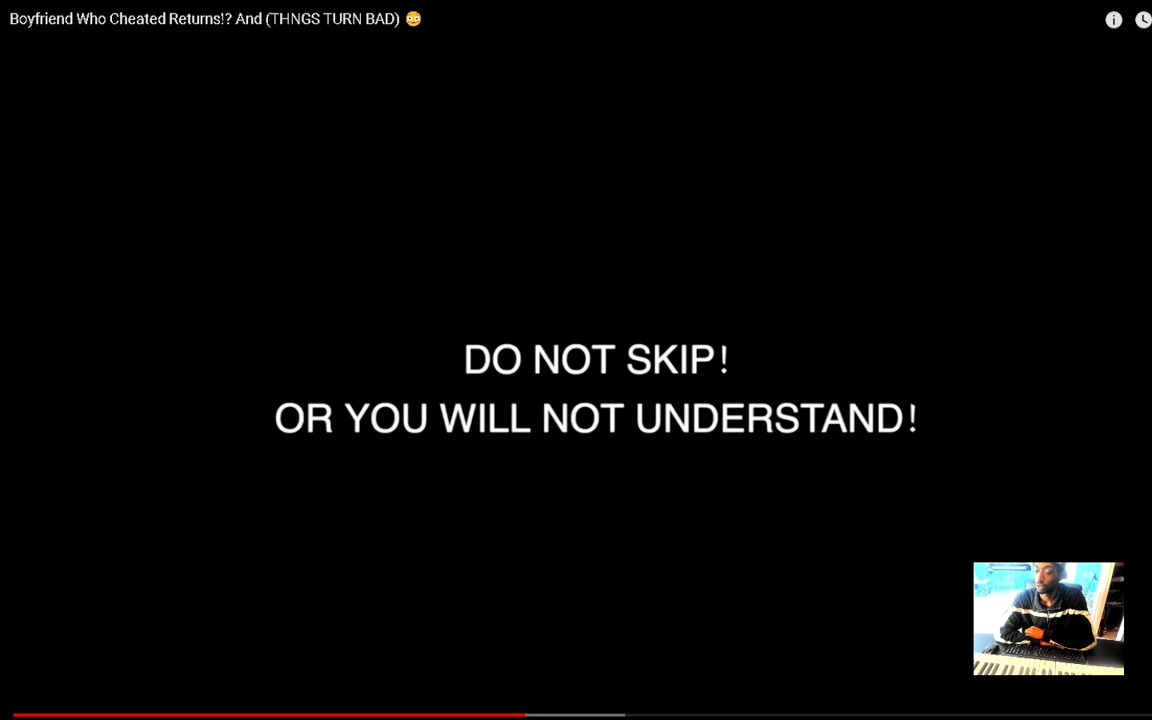 Boyfriend Who Cheated Returns!? And (THNGS TURN BAD) 😳
DO NOT SKIP!
OR YOU WILL NOT UNDERSTAND!